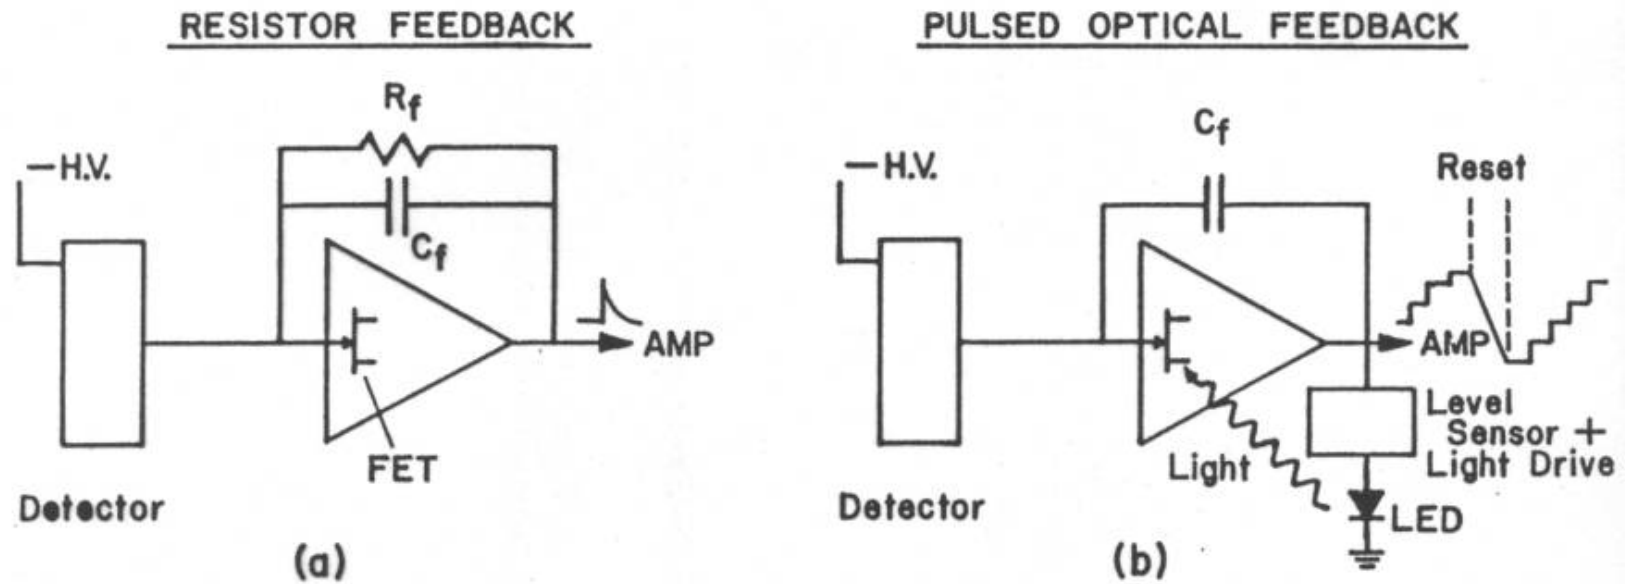 RESISTOR FEEDBACK
Rf
—H.V.
Cf
AMP
FET
Detector
(a)
PULSED OPTICAL FEEDBACK
Cf
—H.V.
Reset
AMP
Level
Sensor +
Light Drive
Light
LED
Detector
(b)